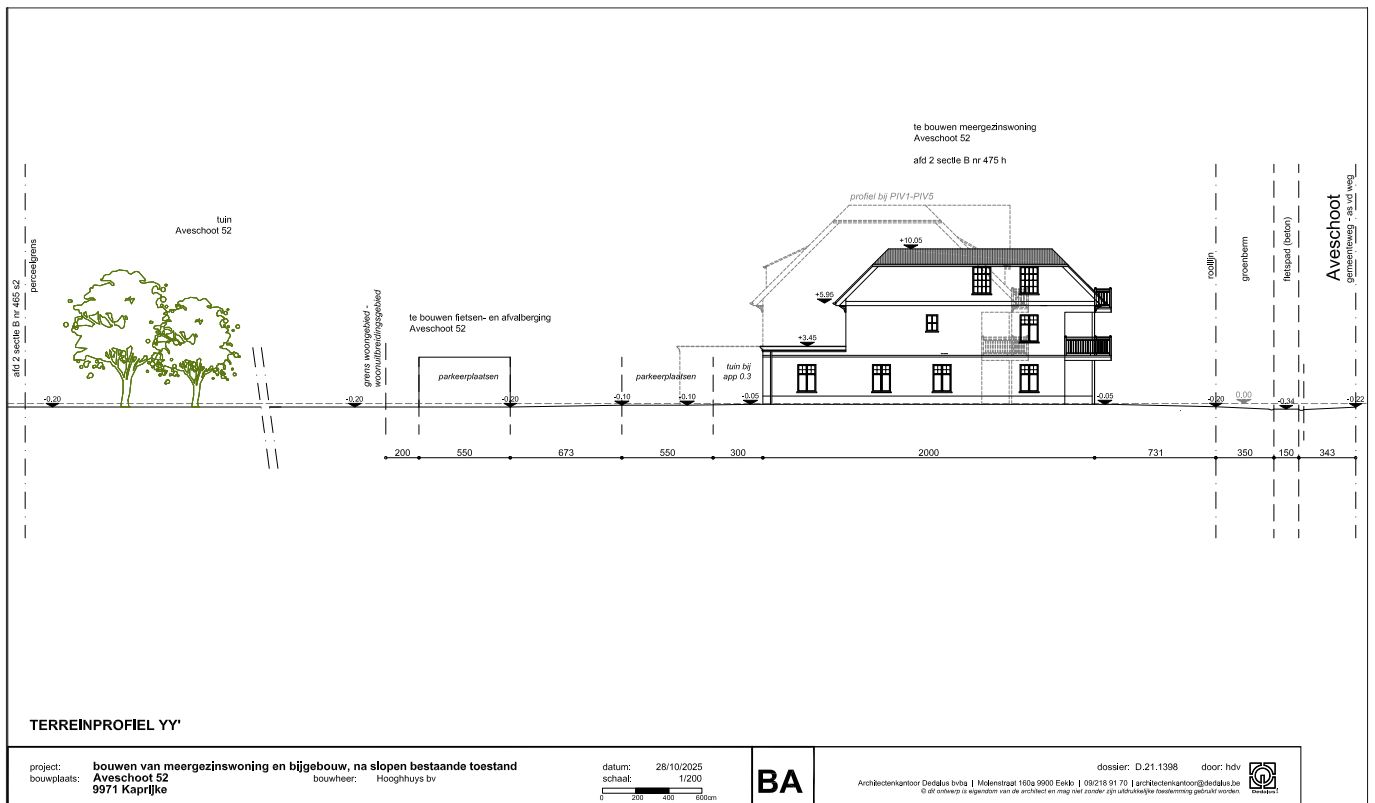 te bouwen meergezinswoning
Aveschoot 52
afd 2 sectie B nr 475 h
profiel bij PIV1-PIV5
tuin
Aveschoot 52
afd 2 sectie B nr 465 s2
perceelgrens
grens woongebied -
woonuitbreidingsgebied
te bouwen fietsen- en afvalberging
Aveschoot 52
parkeerplaatsen
parkeerplaatsen
tuin bij
app 0.3
+10.05
+5.95
+3.45
rooilijn
groenberm
fietspad (beton)
Aveschoot
gemeenteweg - as vd weg
-0.20
-0.20
-0.20
-0.10
-0.10
-0.05
-0.05
-0.20
0.00
-0.34
-0.22
200
550
673
550
300
2000
731
350
150
343
TERREINPROFIEL YY'
project: bouwen van meergezinswoning en bijgebouw, na slopen bestaande toestand
bouwplaats: Aveschoot 52
9971 Kaprijke
bouwheer: Hooghhuys bv
datum: 28/10/2025
schaal: 1/200
0 200 400 600cm
BA
dossier: D.21.1398 door: hdv
Architectenkantoor Dedalus bvba | Molenstraat 160a 9900 Eeklo | 09/218 91 70 | architectenkantoor@dedalus.be
© dit ontwerp is eigendom van de architect en mag niet zonder zijn uitdrukkelijke toestemming gebruikt worden.
Dedalus